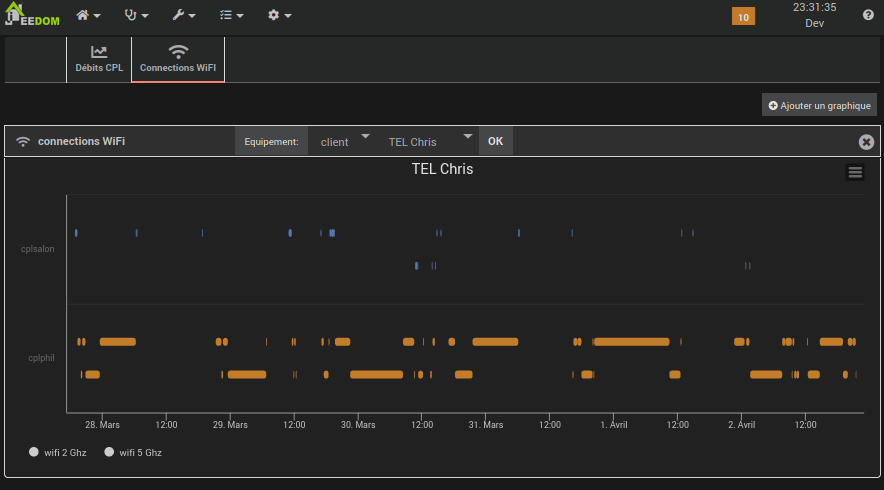 EEDOM
10
23:31:35
Dev
Débits CPL
Connections WiFI
Ajouter un graphique
connections WiFi
Equipement:
client
TEL Chris
OK
TEL Chris
cplsalon
cplphil
28. Mars
12:00
29. Mars
12:00
30. Mars
12:00
31. Mars
12:00
1. Avril
12:00
2. Avril
12:00
wifi 2 Ghz
wifi 5 Ghz